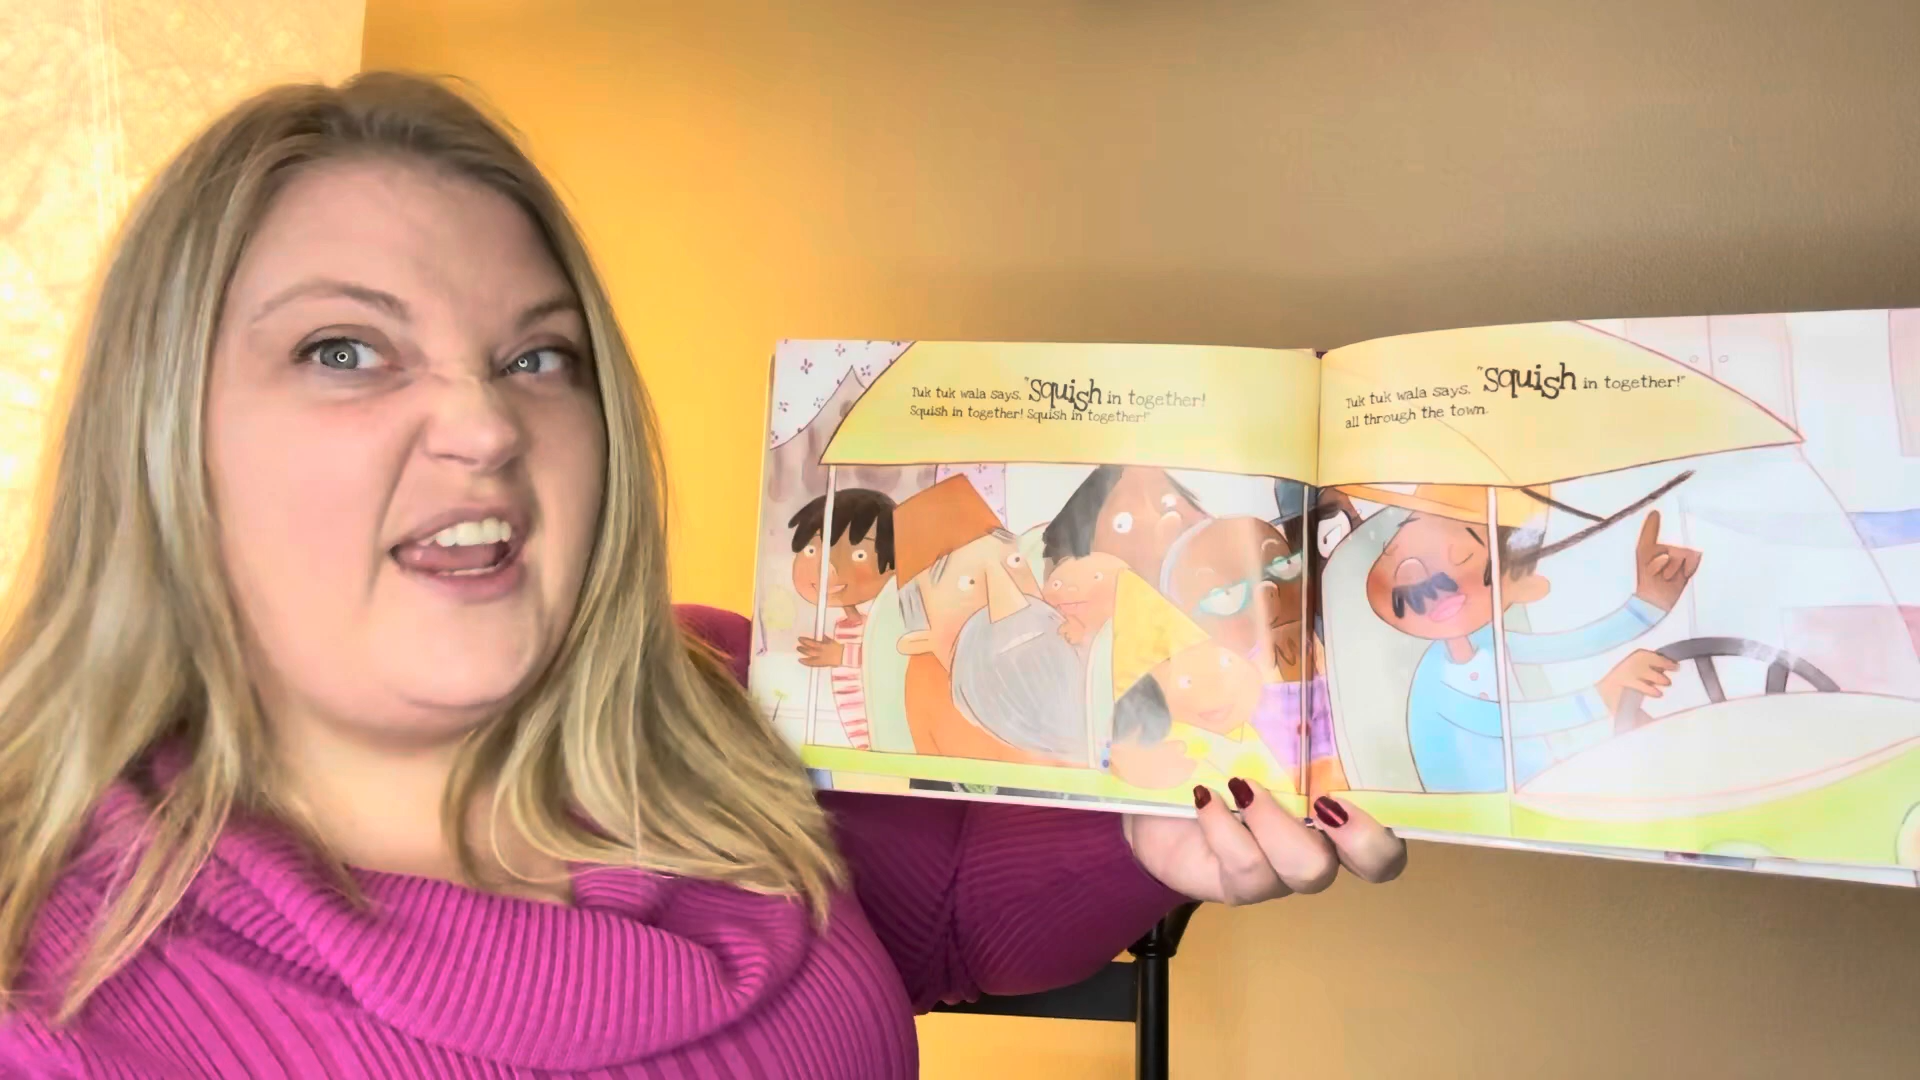 Tuk tuk wala says, "Squish in together!
Squish in together! Squish in together!"
Tuk tuk wala says, "Squish in together!"
all through the town.